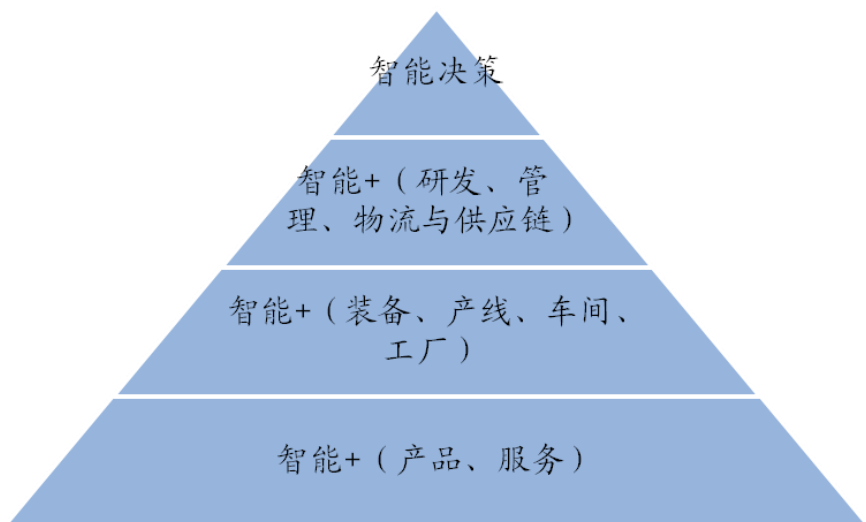 智能决策
智能+（研发、管
理、物流与供应链）
智能+（装备、产线、车间、
工厂）
智能+（产品、服务）